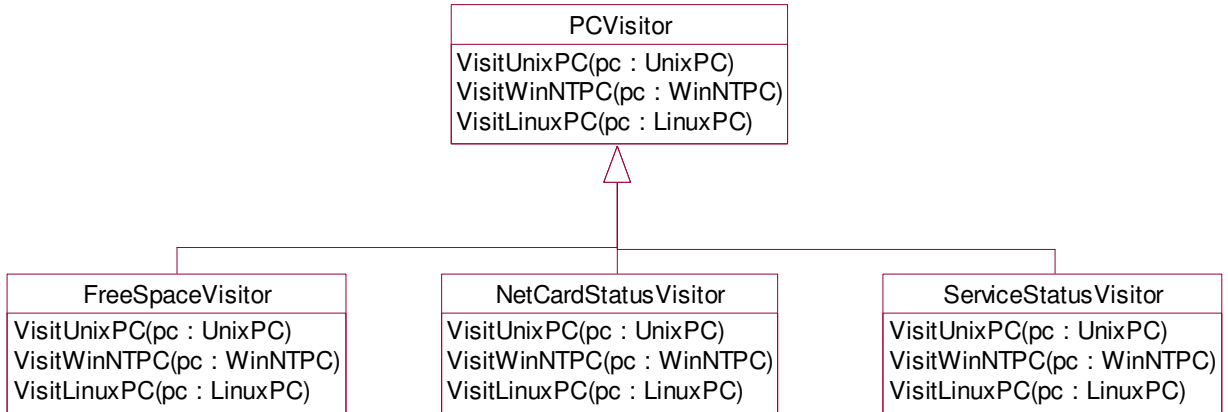 PCVisitor
VisitUnixPC(pc : UnixPC)
VisitWinNTPC(pc : WinNTPC)
VisitLinuxPC(pc : LinuxPC)
FreeSpaceVisitor
VisitUnixPC(pc : UnixPC)
VisitWinNTPC(pc : WinNTPC)
VisitLinuxPC(pc : LinuxPC)
NetCardStatusVisitor
VisitUnixPC(pc : UnixPC)
VisitWinNTPC(pc : WinNTPC)
VisitLinuxPC(pc : LinuxPC)
ServiceStatusVisitor
VisitUnixPC(pc : UnixPC)
VisitWinNTPC(pc : WinNTPC)
VisitLinuxPC(pc : LinuxPC)